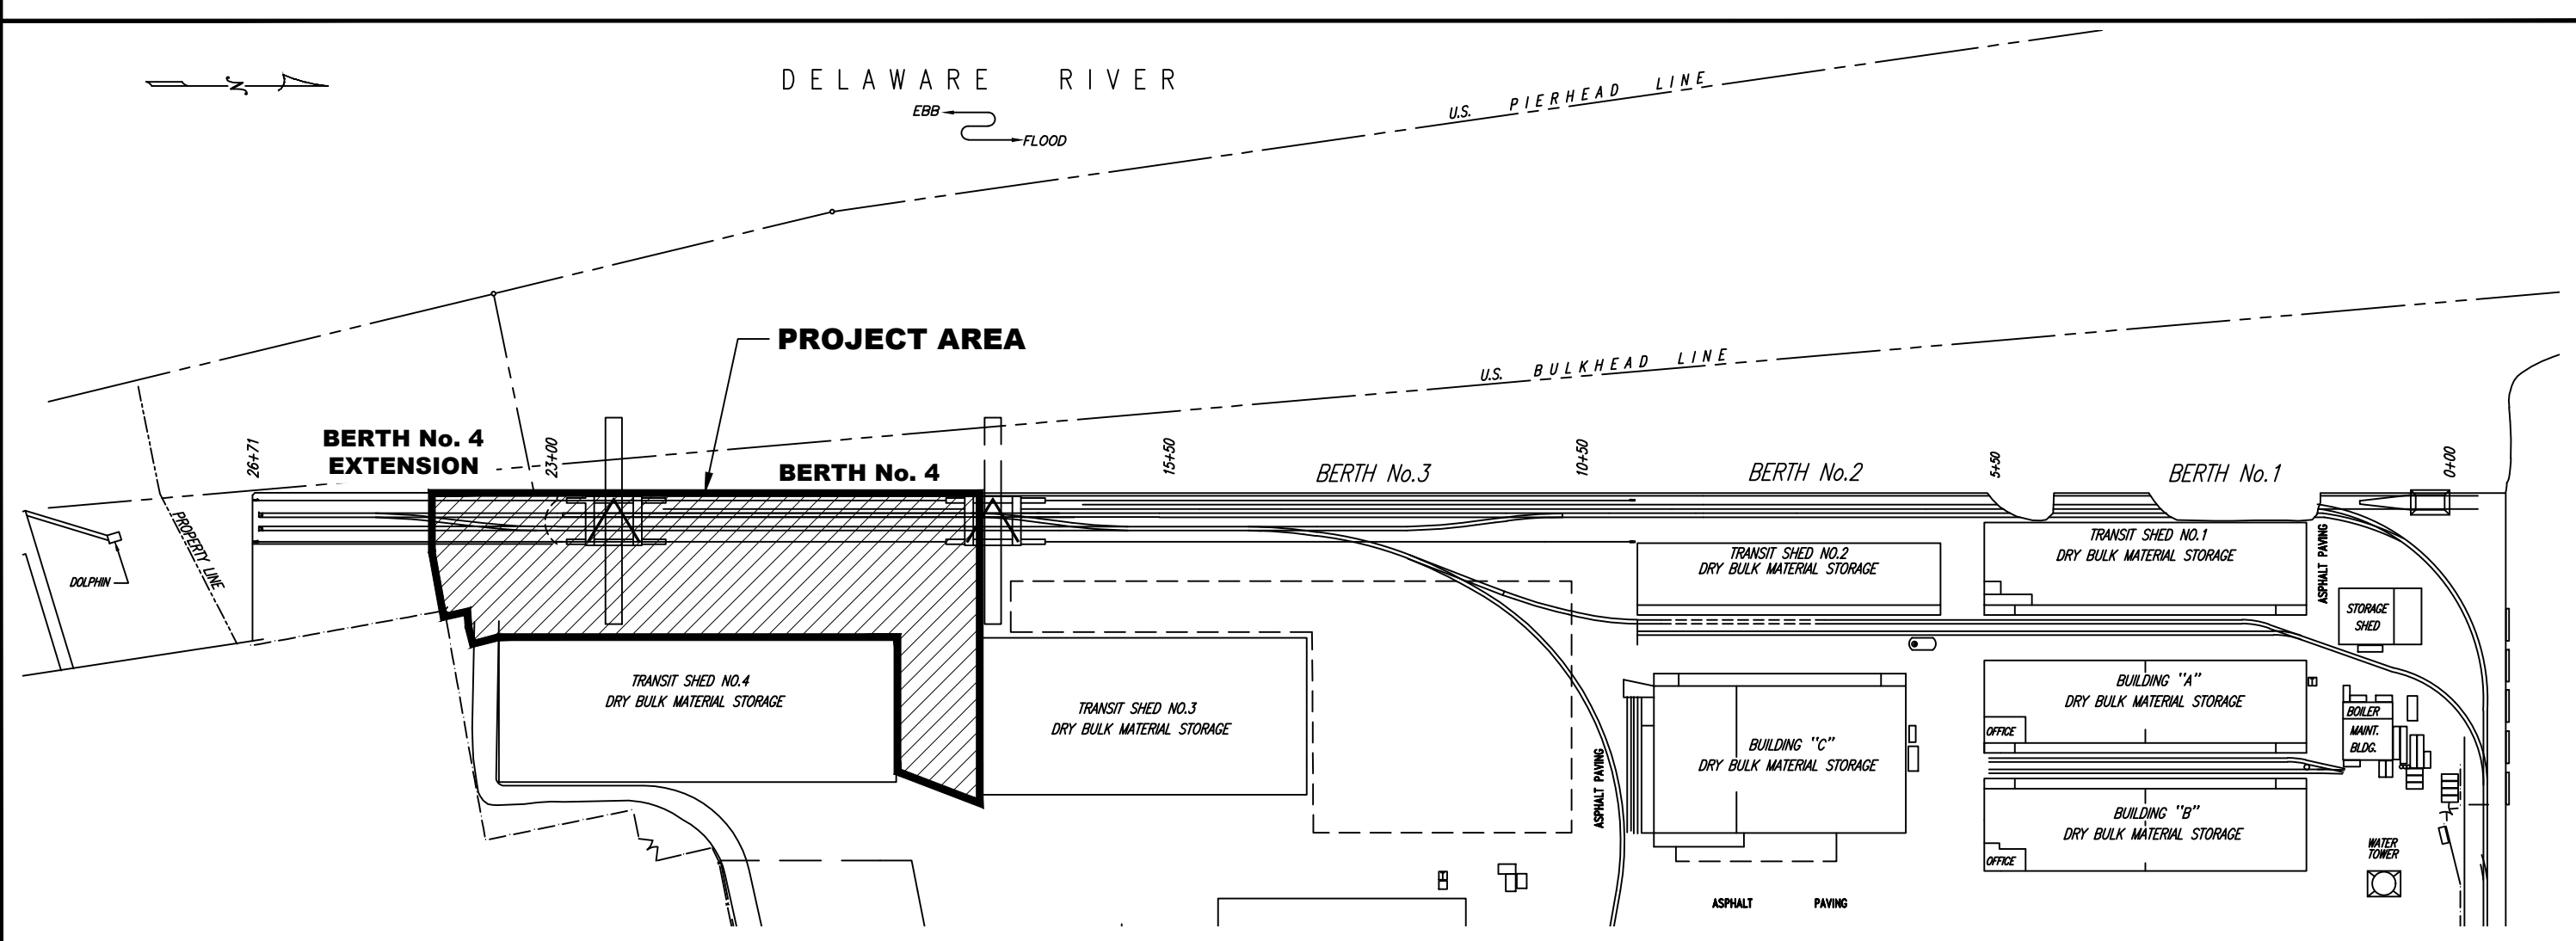 DELAWARE RIVER
N
EBB
FLOOD
U.S. PIERHEAD LINE
PROJECT AREA
U.S. BULKHEAD LINE
BERTH No. 4
EXTENSION
BERTH No. 4
BERTH No.3
BERTH No.2
BERTH No.1
26+71
23+00
15+50
10+50
5+50
0+00
PROPERTY LINE
DOLPHIN
TRANSIT SHED NO.4
DRY BULK MATERIAL STORAGE
TRANSIT SHED NO.3
DRY BULK MATERIAL STORAGE
TRANSIT SHED NO.2
DRY BULK MATERIAL STORAGE
TRANSIT SHED NO.1
DRY BULK MATERIAL STORAGE
ASPHALT PAVING
STORAGE
SHED
BUILDING "A"
DRY BULK MATERIAL STORAGE
OFFICE
BOILER
MAINT.
BLDG.
BUILDING "C"
DRY BULK MATERIAL STORAGE
ASPHALT PAVING
BUILDING "B"
DRY BULK MATERIAL STORAGE
OFFICE
WATER
TOWER
ASPHALT PAVING